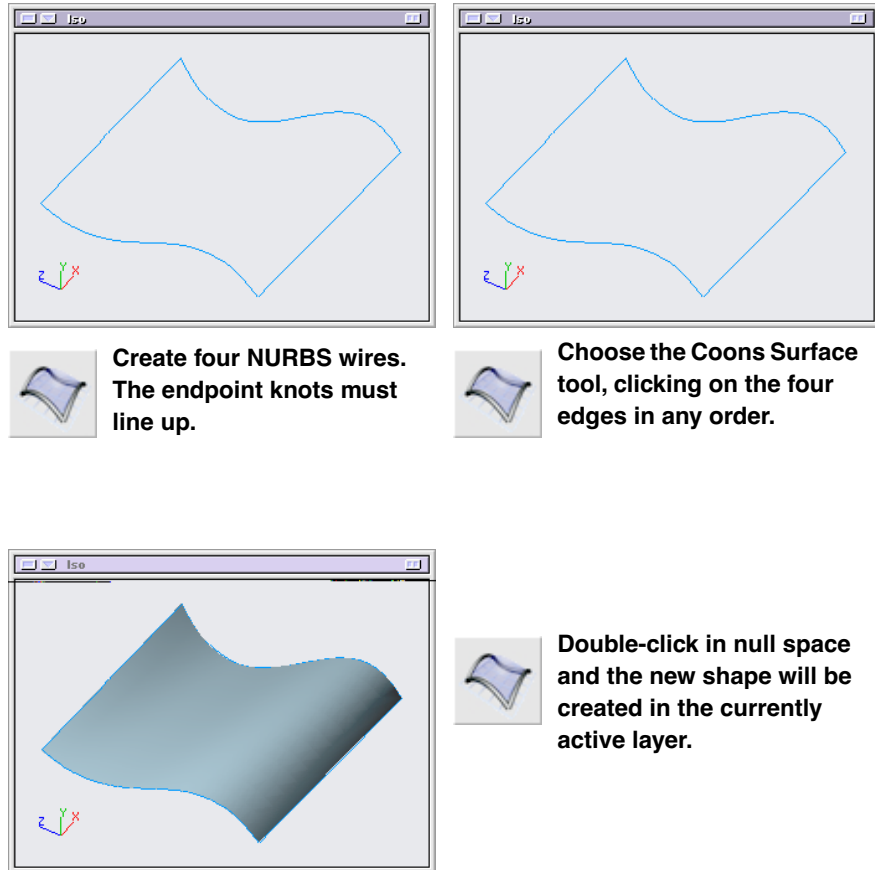 Iso
Iso
Y
Z X
Y
Z X
Create four NURBS wires.
The endpoint knots must
line up.
Choose the Coons Surface
tool, clicking on the four
edges in any order.
Iso
Y
Z X
Double-click in null space
and the new shape will be
created in the currently
active layer.